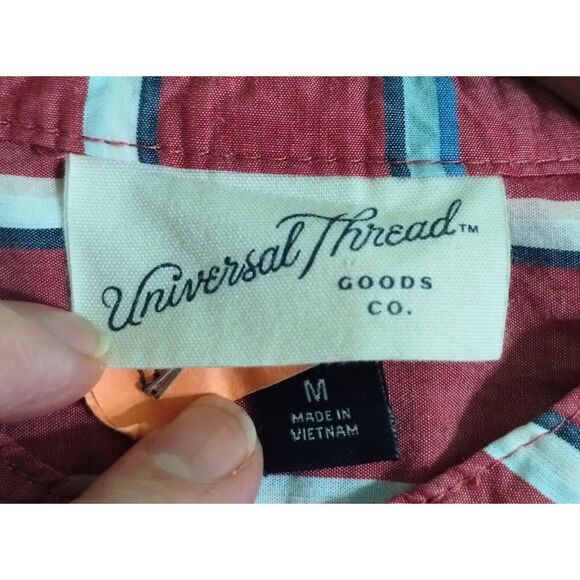 Universal Thread™
GOODS
CO.
M
MADE IN
VIETNAM